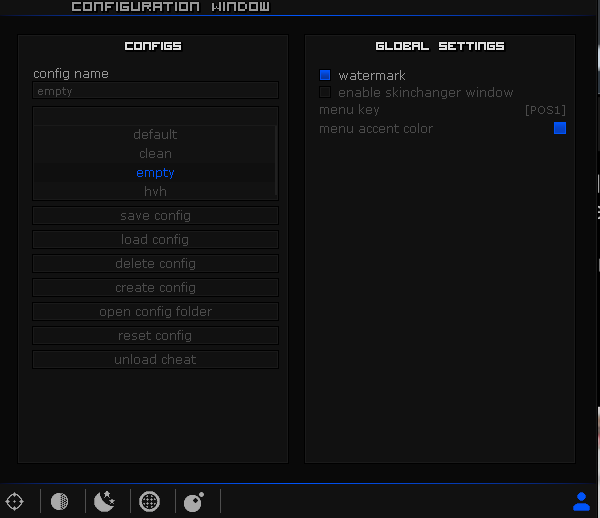 CONFIGURATION WINDOW
CONFIGS
config name
empty
default
clean
empty
hvh
save config
load config
delete config
create config
open config folder
reset config
unload cheat
GLOBAL SETTINGS
watermark
enable skinchanger window
menu key [POS1]
menu accent color